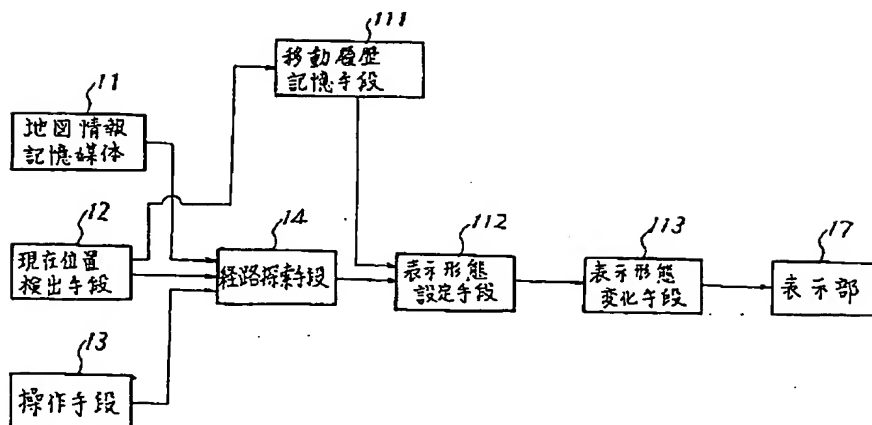 111
移動履歴
記憶手段
11
地図情報
記憶媒体
12
現在位置
検出手段
14
経路探索手段
112
表示形態
設定手段
113
表示形態
変化手段
17
表示部
13
操作手段